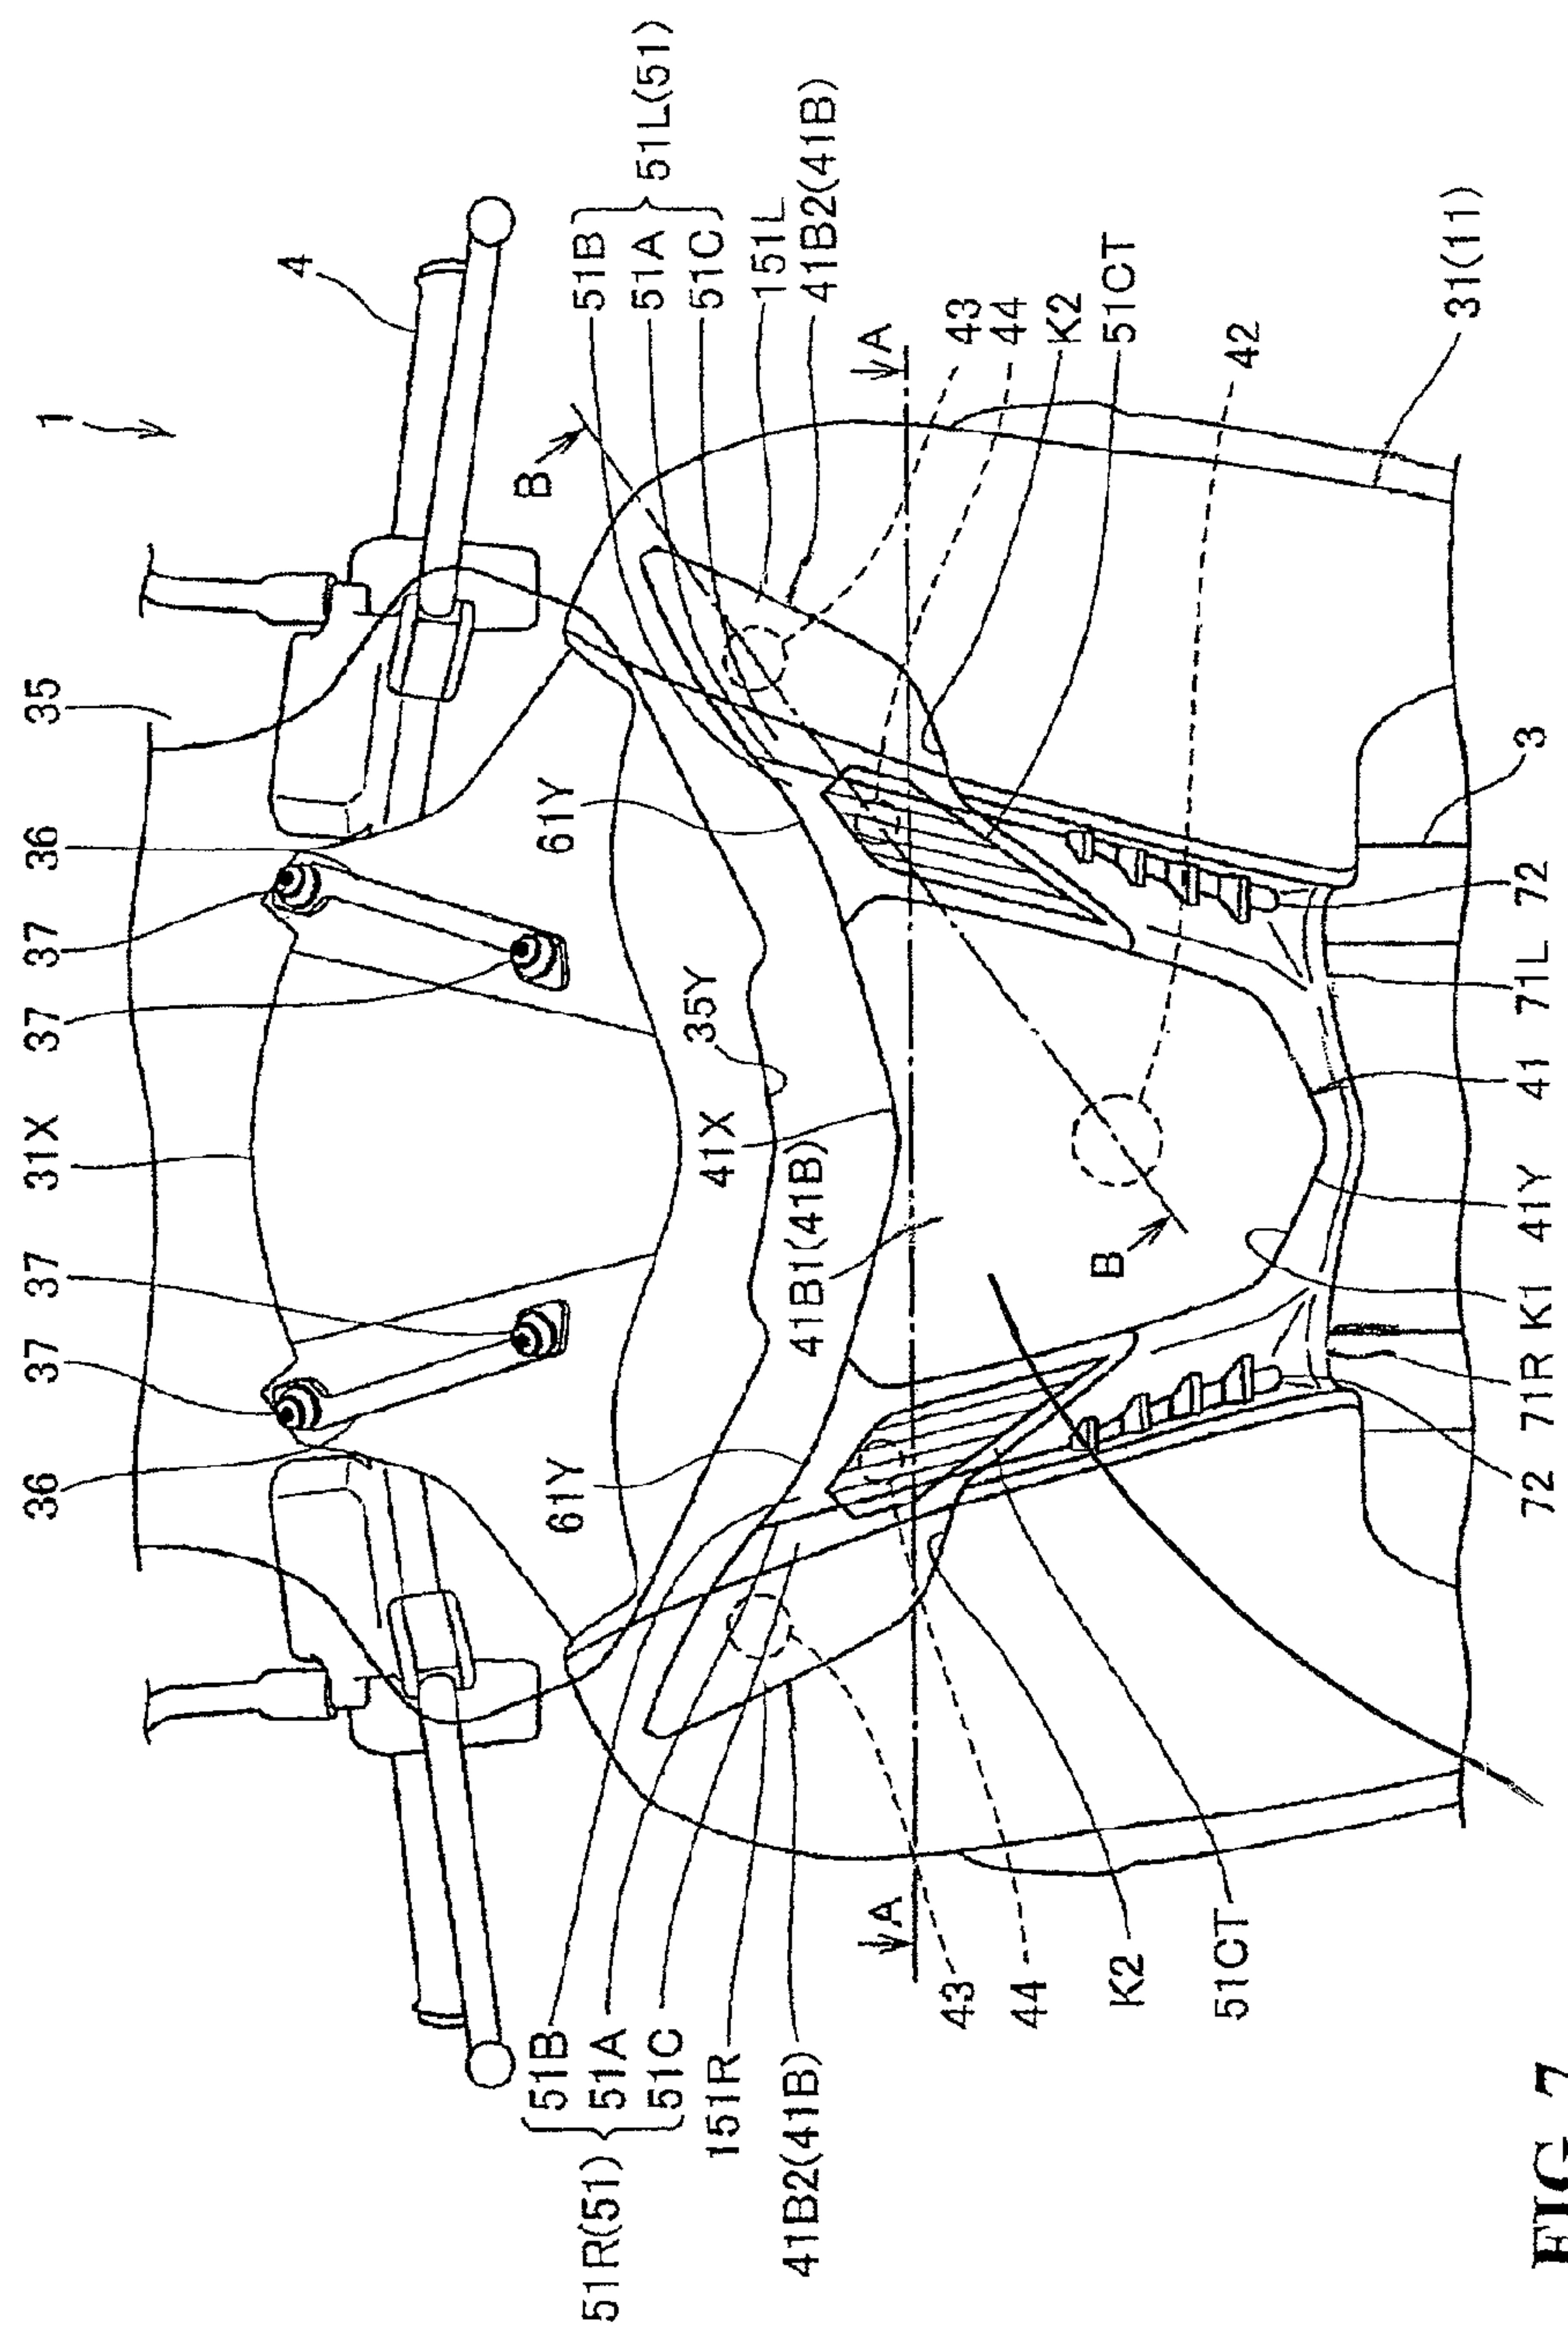 1
4
35
36
37
37
31X
37
37
36
51L(51)
51B
51A
51C
151L
41B2(41B)
A
43
44
K2
51CT
42
31(11)
B
61Y
35Y
41X
41B1(41B)
61Y
B
3
72
71L
41
41Y
K1
71R
72
A
51R(51)
51B
51A
51C
151R
41B2(41B)
43
44
K2
51CT
FIG. 7